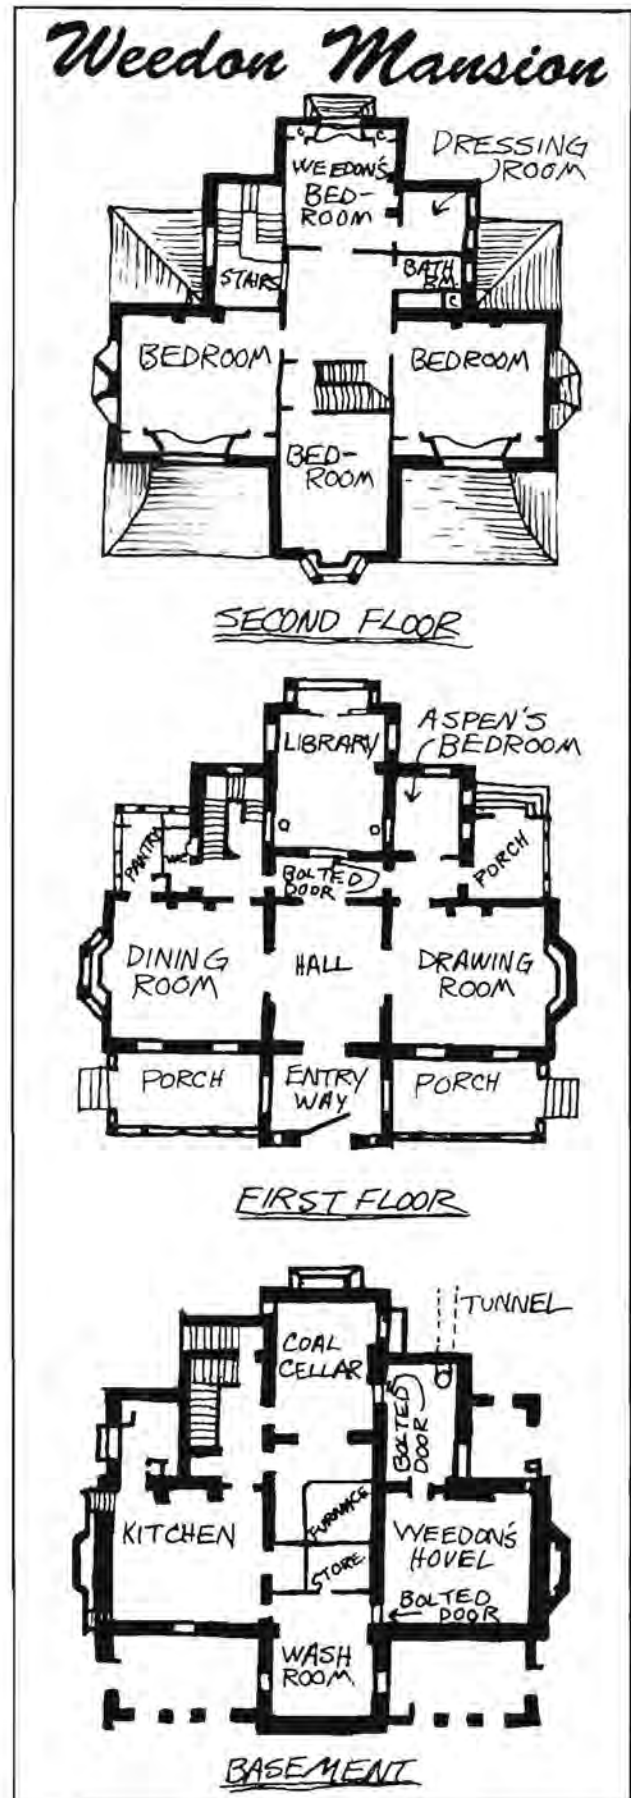 Weedon Mansion
DRESSING
ROOM
C
C
WEEDON'S
BED-
ROOM
STAIRS
BATH
RM.
C
BEDROOM
BEDROOM
BED-
ROOM
SECOND FLOOR
ASPEN'S
BEDROOM
LIBRARY
PANTRY
WC
BOLTED
DOOR
PORCH
DINING
ROOM
HALL
DRAWING
ROOM
PORCH
ENTRY
WAY
PORCH
FIRST FLOOR
TUNNEL
COAL
CELLAR
BOLTED
DOOR
KITCHEN
FURNACE
STORE.
WEEDON'S
HOVEL
BOLTED
DOOR
WASH
ROOM
BASEMENT